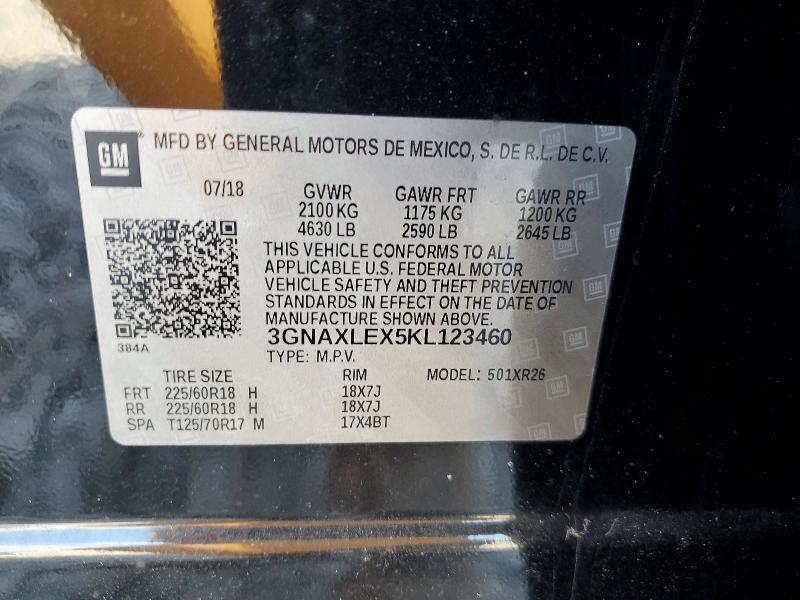 GM MFD BY GENERAL MOTORS DE MEXICO, S. DE R.L. DE C.V.
07/18 GVWR GAWR FRT GAWR RR
2100 KG 1175 KG 1200 KG
4630 LB 2590 LB 2645 LB
THIS VEHICLE CONFORMS TO ALL
APPLICABLE U.S. FEDERAL MOTOR
VEHICLE SAFETY AND THEFT PREVENTION
STANDARDS IN EFFECT ON THE DATE OF
MANUFACTURE SHOWN ABOVE.
3GNAXLEX5KL123460
384A
TYPE: M.P.V.
TIRE SIZE RIM MODEL: 501XR26
FRT 225/60R18 H 18X7J
RR 225/60R18 H 18X7J
SPA T125/70R17 M 17X4BT